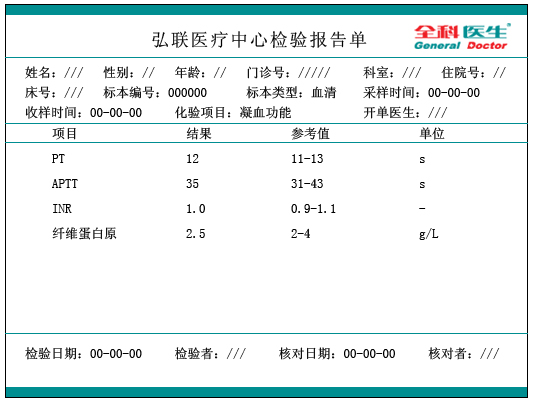 弘联医疗中心检验报告单
全科医生
General Doctor
姓名：/// 性别：// 年龄：// 门诊号：///// 科室：/// 住院号：//
床号：/// 标本编号：000000 标本类型：血清 采样时间：00-00-00
收样时间：00-00-00 化验项目：凝血功能 开单医生：///
项目 结果 参考值 单位
PT 12 11-13 s
APTT 35 31-43 s
INR 1.0 0.9-1.1 -
纤维蛋白原 2.5 2-4 g/L
检验日期：00-00-00 检验者：/// 核对日期：00-00-00 核对者：///